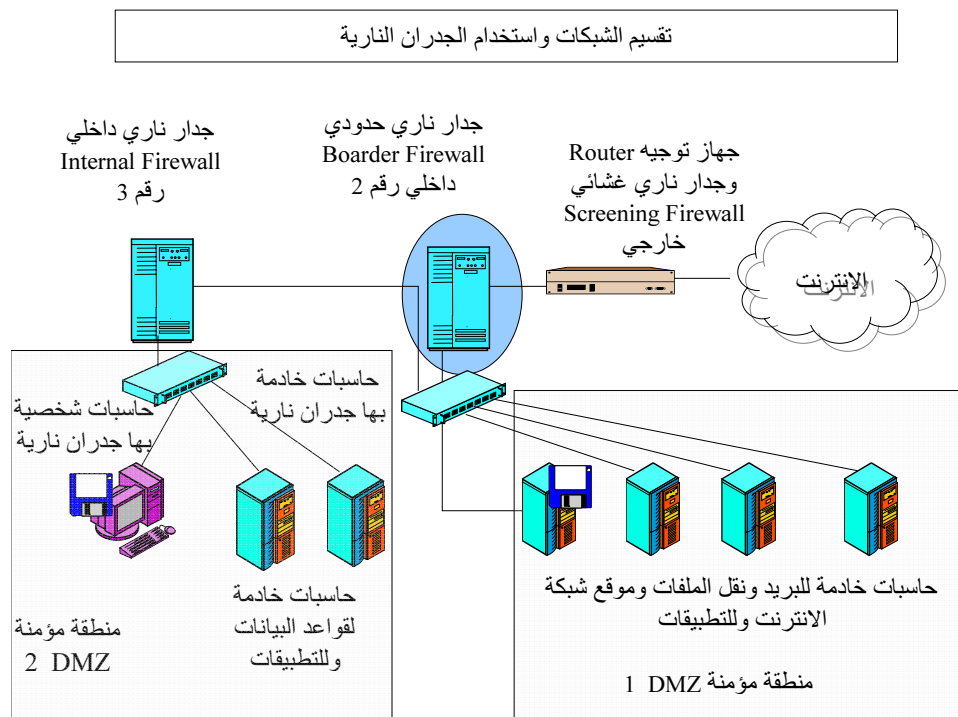 تقسيم الشبكات واستخدام الجدران النارية
جهاز توجيه Router
وجدار ناري غشائي
Screening Firewall
خارجي
جدار ناري حدودي
Boarder Firewall
داخلي رقم 2
جدار ناري داخلي
Internal Firewall
رقم 3
الانترنت
حاسبات خادمة
بها جدران نارية
حاسبات شخصية
بها جدران نارية
حاسبات خادمة للبريد ونقل الملفات وموقع شبكة
الانترنت وللتطبيقات
منطقة مؤمنة DMZ 1
حاسبات خادمة
لقواعد البيانات
وللتطبيقات
منطقة مؤمنة
2 DMZ